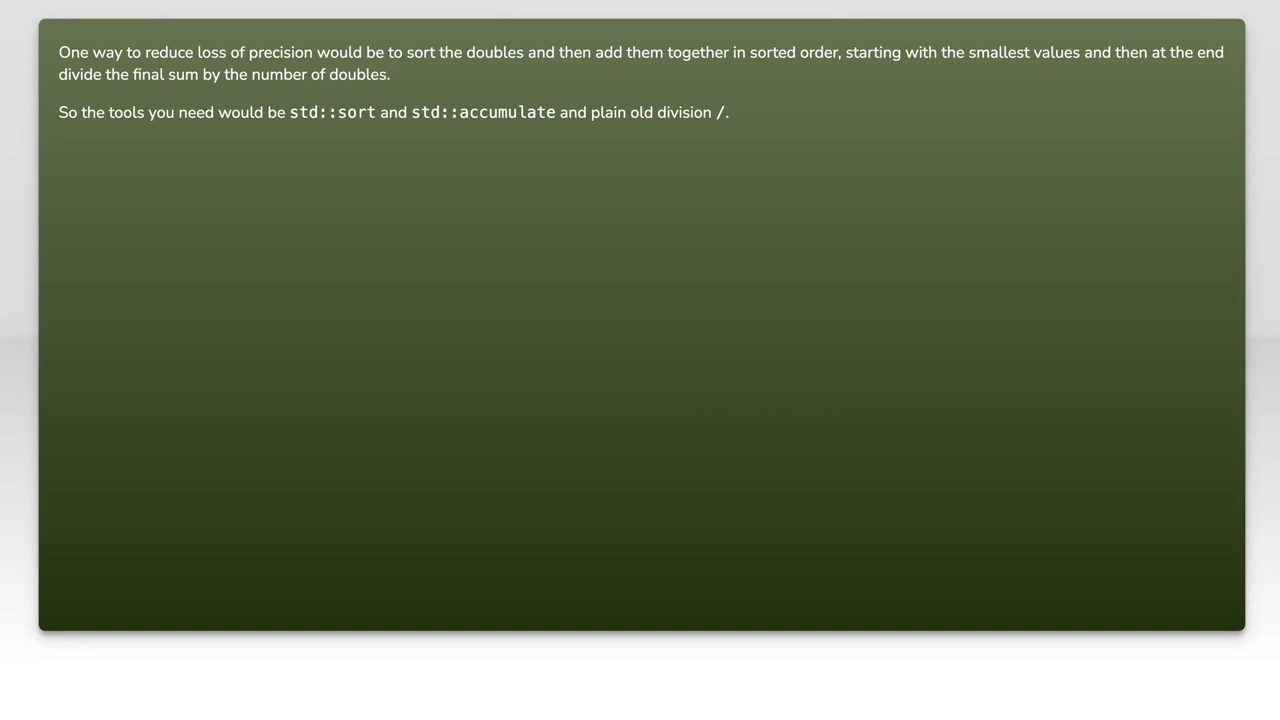 One way to reduce loss of precision would be to sort the doubles and then add them together in sorted order, starting with the smallest values and then at the end
divide the final sum by the number of doubles.
So the tools you need would be std::sort and std::accumulate and plain old division /.